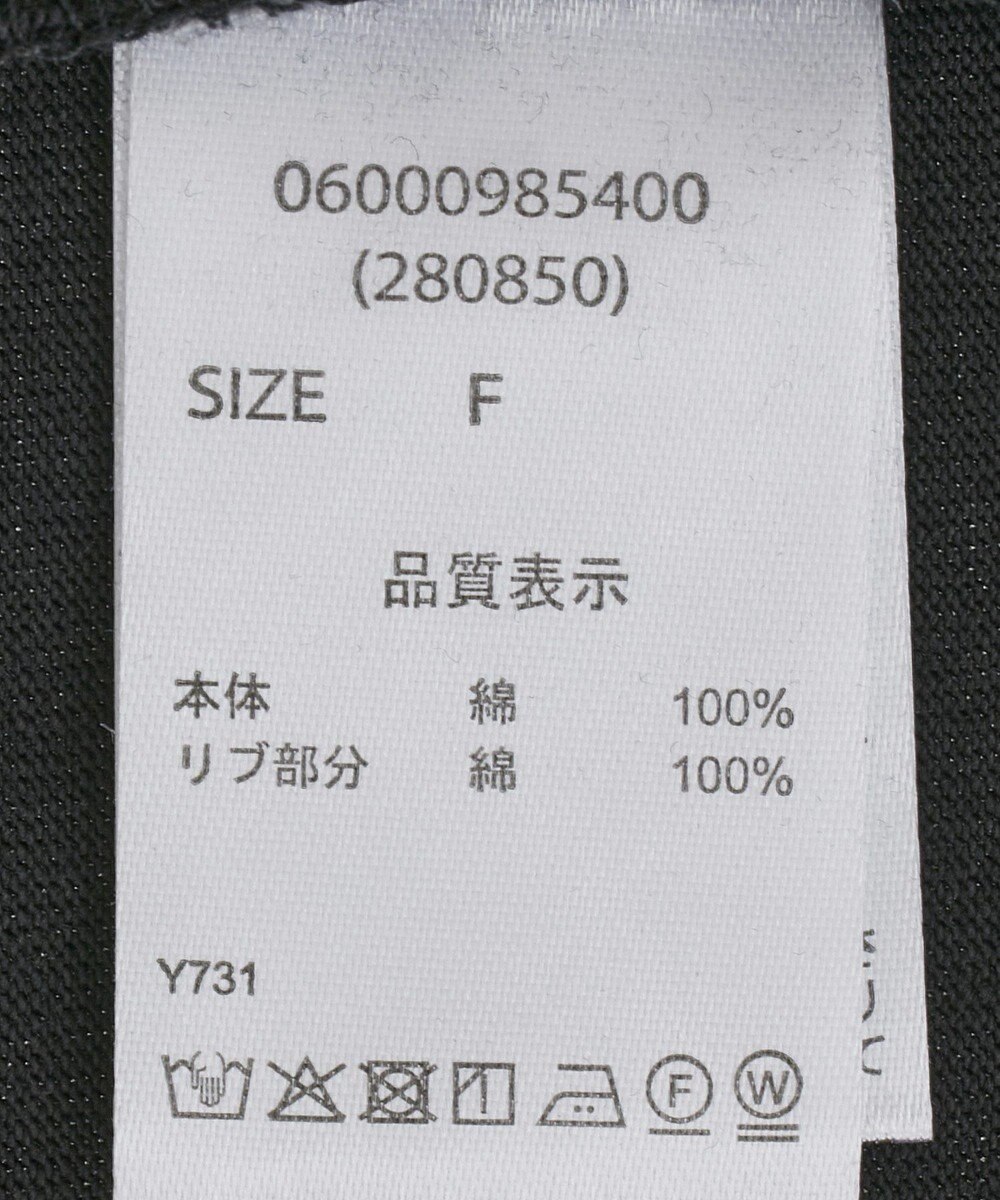 06000985400
(280850)
SIZE F
品質表示
本体 綿 100%
リブ部分 綿 100%
Y731
F W